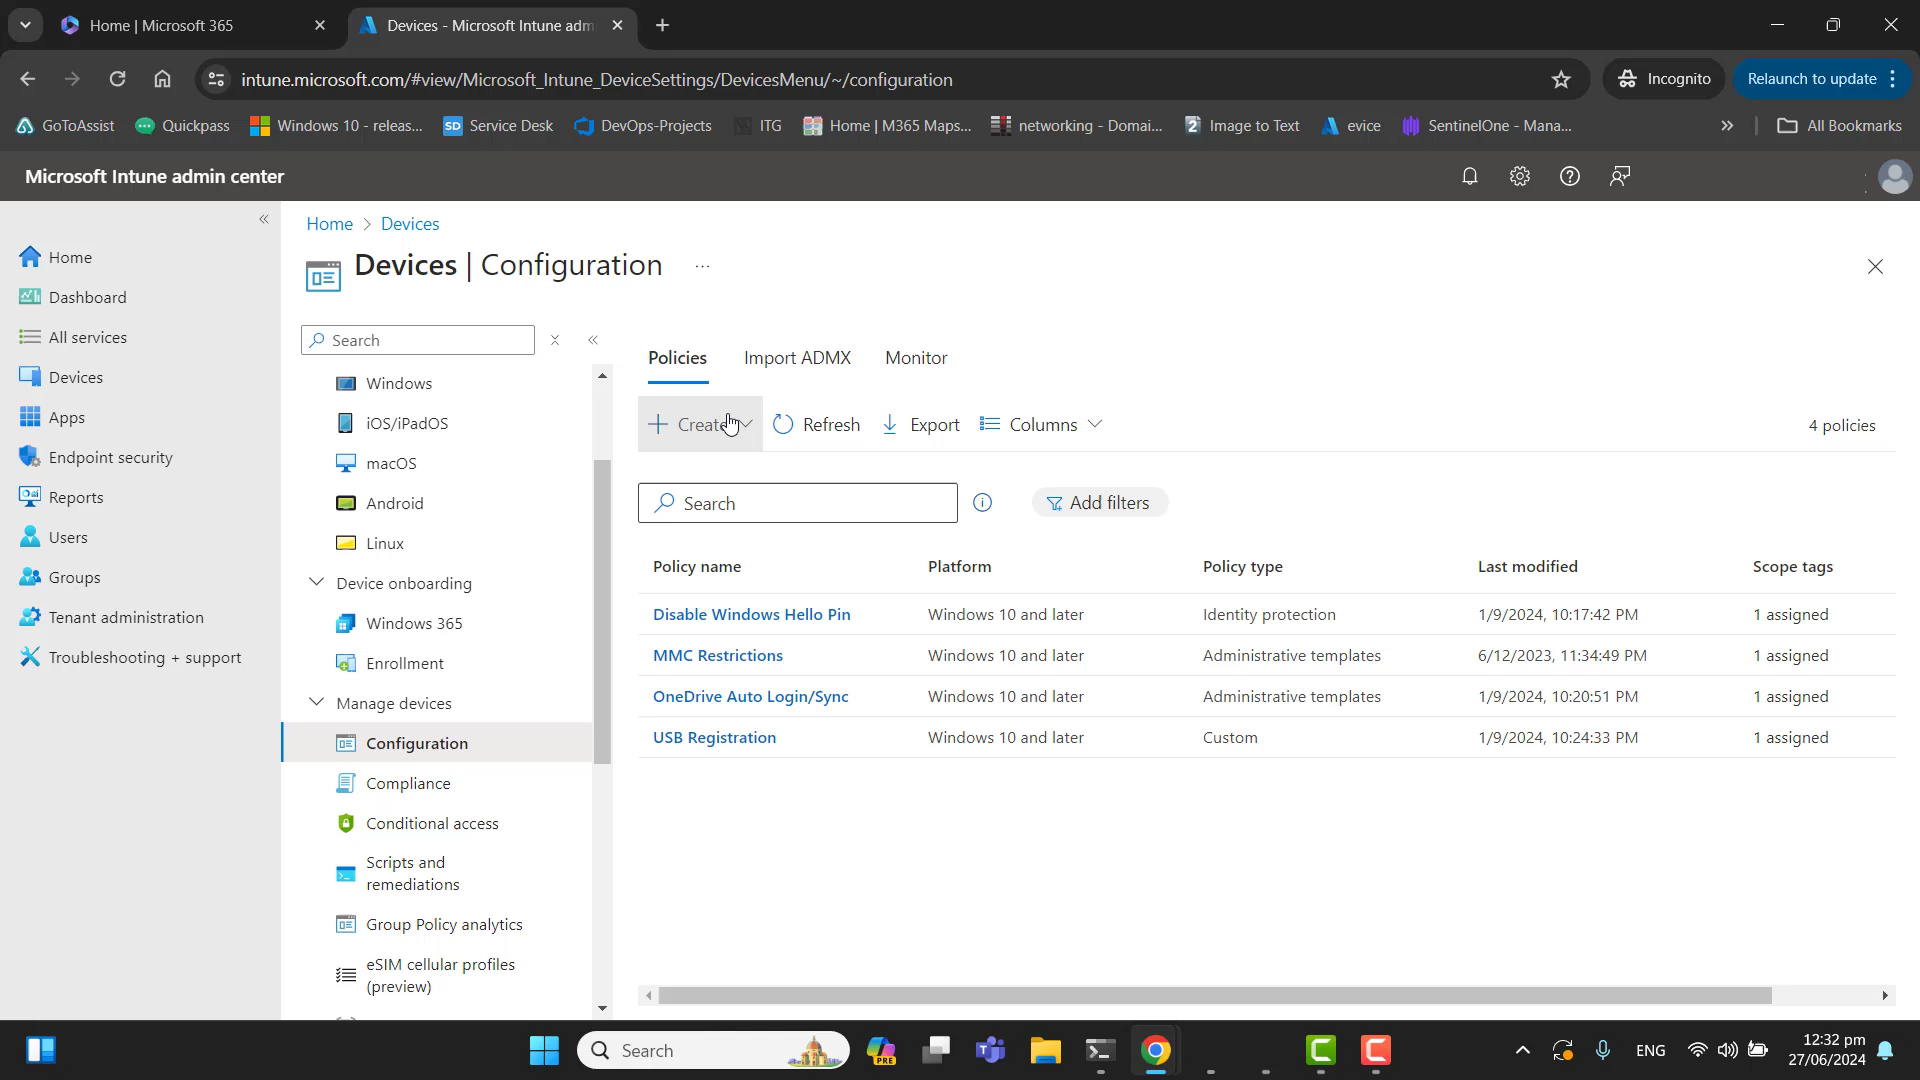 Home | Microsoft 365
Devices - Microsoft Intune adm
intune.microsoft.com/#view/Microsoft_Intune_DeviceSettings/DevicesMenu/~/configuration
Incognito
Relaunch to update
GoToAssist
Quickpass
Windows 10 - releas...
SD Service Desk
DevOps-Projects
ITG
Home | M365 Maps...
networking - Domai...
Image to Text
evice
SentinelOne - Mana...
All Bookmarks
Microsoft Intune admin center
Home
Dashboard
All services
Devices
Apps
Endpoint security
Reports
Users
Groups
Tenant administration
Troubleshooting + support
Home > Devices
Devices | Configuration
Search
Windows
iOS/iPadOS
macOS
Android
Linux
Device onboarding
Windows 365
Enrollment
Manage devices
Configuration
Compliance
Conditional access
Scripts and
remediations
Group Policy analytics
eSIM cellular profiles
(preview)
Policies
Import ADMX
Monitor
Create
Refresh
Export
Columns
4 policies
Search
Add filters
Policy name Platform Policy type Last modified Scope tags
Disable Windows Hello Pin Windows 10 and later Identity protection 1/9/2024, 10:17:42 PM 1 assigned
MMC Restrictions Windows 10 and later Administrative templates 6/12/2023, 11:34:49 PM 1 assigned
OneDrive Auto Login/Sync Windows 10 and later Administrative templates 1/9/2024, 10:20:51 PM 1 assigned
USB Registration Windows 10 and later Custom 1/9/2024, 10:24:33 PM 1 assigned
Search
PRE
ENG
12:32 pm
27/06/2024